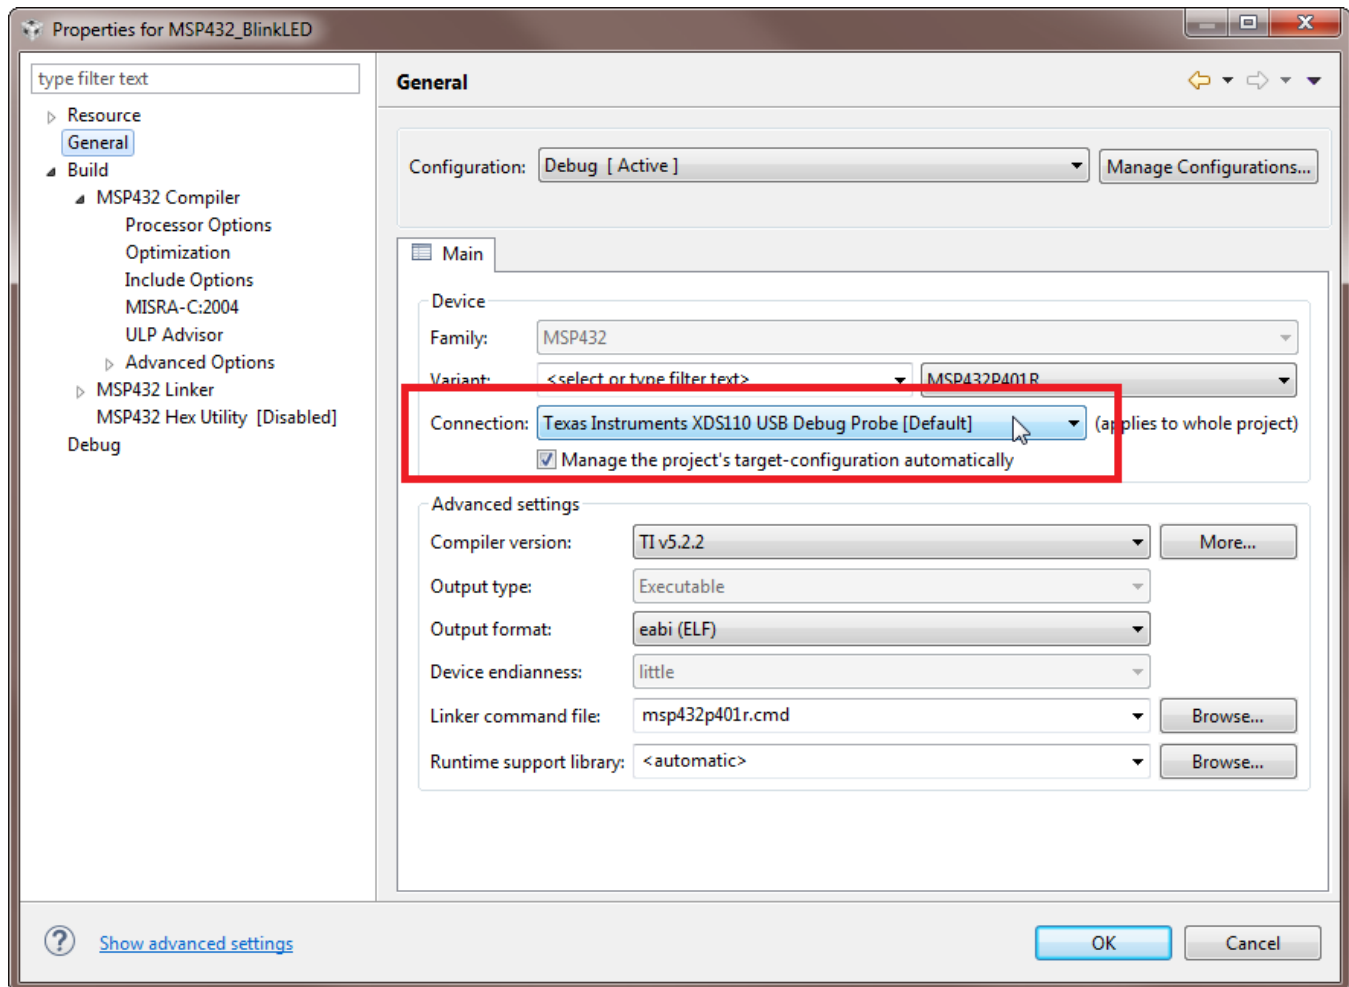 Properties for MSP432_BlinkLED
type filter text
Resource
General
Build
MSP432 Compiler
Processor Options
Optimization
Include Options
MISRA-C:2004
ULP Advisor
Advanced Options
MSP432 Linker
MSP432 Hex Utility [Disabled]
Debug
General
Configuration: Debug [ Active ] Manage Configurations...
Main
Device
Family: MSP432
Variant: <select or type filter text> MSP432P401R
Connection: Texas Instruments XDS110 USB Debug Probe [Default] (applies to whole project)
Manage the project's target-configuration automatically
Advanced settings
Compiler version: TI v5.2.2 More...
Output type: Executable
Output format: eabi (ELF)
Device endianness: little
Linker command file: msp432p401r.cmd Browse...
Runtime support library: <automatic> Browse...
Show advanced settings OK Cancel